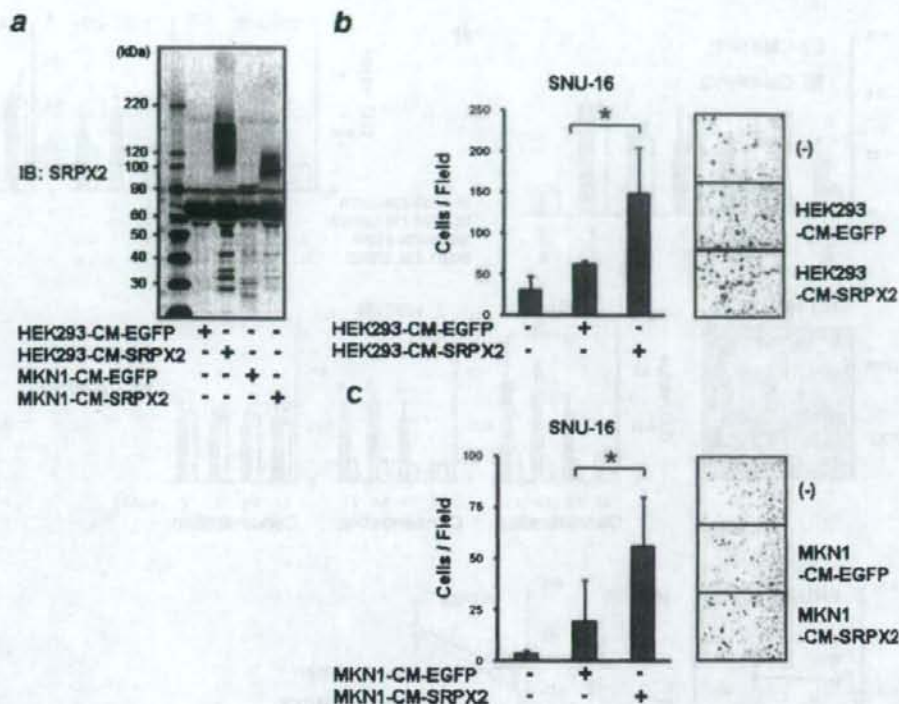 a
(kDa)
220
120
100
80
60
50
40
30
IB: SRPX2
HEK293-CM-EGFP + - - -
HEK293-CM-SRPX2 - + - -
MKN1-CM-EGFP - - + -
MKN1-CM-SRPX2 - - - +
b
SNU-16
Cells / Field
250
200
150
100
50
0
*
HEK293-CM-EGFP - + -
HEK293-CM-SRPX2 - - +
(-)
HEK293
-CM-EGFP
HEK293
-CM-SRPX2
C
SNU-16
Cells / Field
100
75
50
25
0
*
MKN1-CM-EGFP - + -
MKN1-CM-SRPX2 - - +
(-)
MKN1
-CM-EGFP
MKN1
-CM-SRPX2